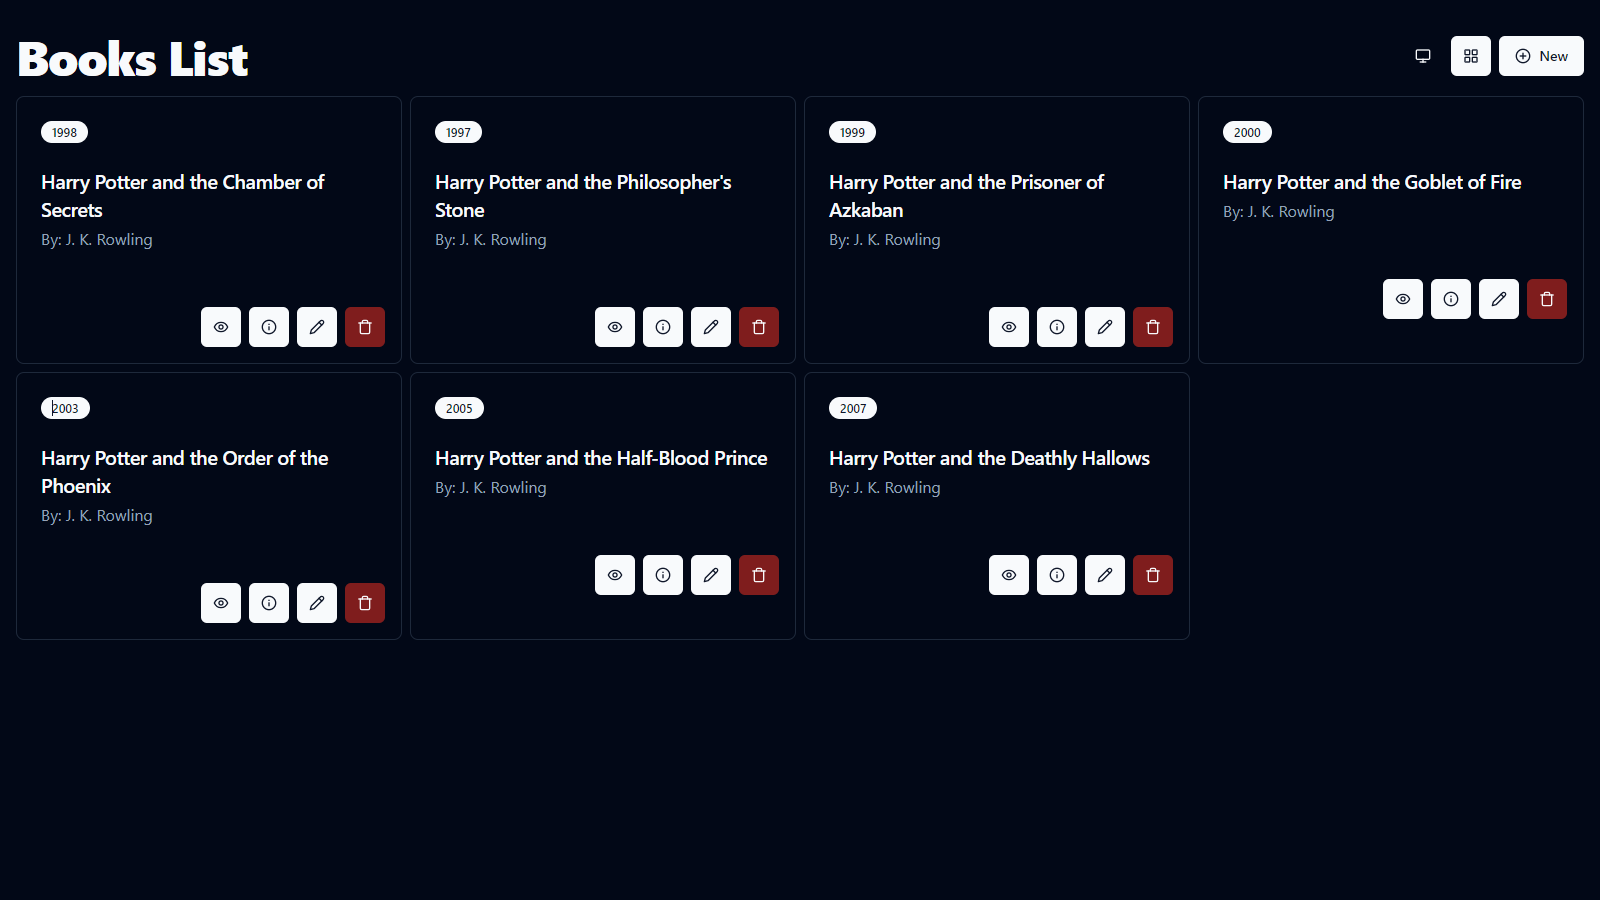 Books List
New
1998
Harry Potter and the Chamber of
Secrets
By: J. K. Rowling
1997
Harry Potter and the Philosopher's
Stone
By: J. K. Rowling
1999
Harry Potter and the Prisoner of
Azkaban
By: J. K. Rowling
2000
Harry Potter and the Goblet of Fire
By: J. K. Rowling
2003
Harry Potter and the Order of the
Phoenix
By: J. K. Rowling
2005
Harry Potter and the Half-Blood Prince
By: J. K. Rowling
2007
Harry Potter and the Deathly Hallows
By: J. K. Rowling